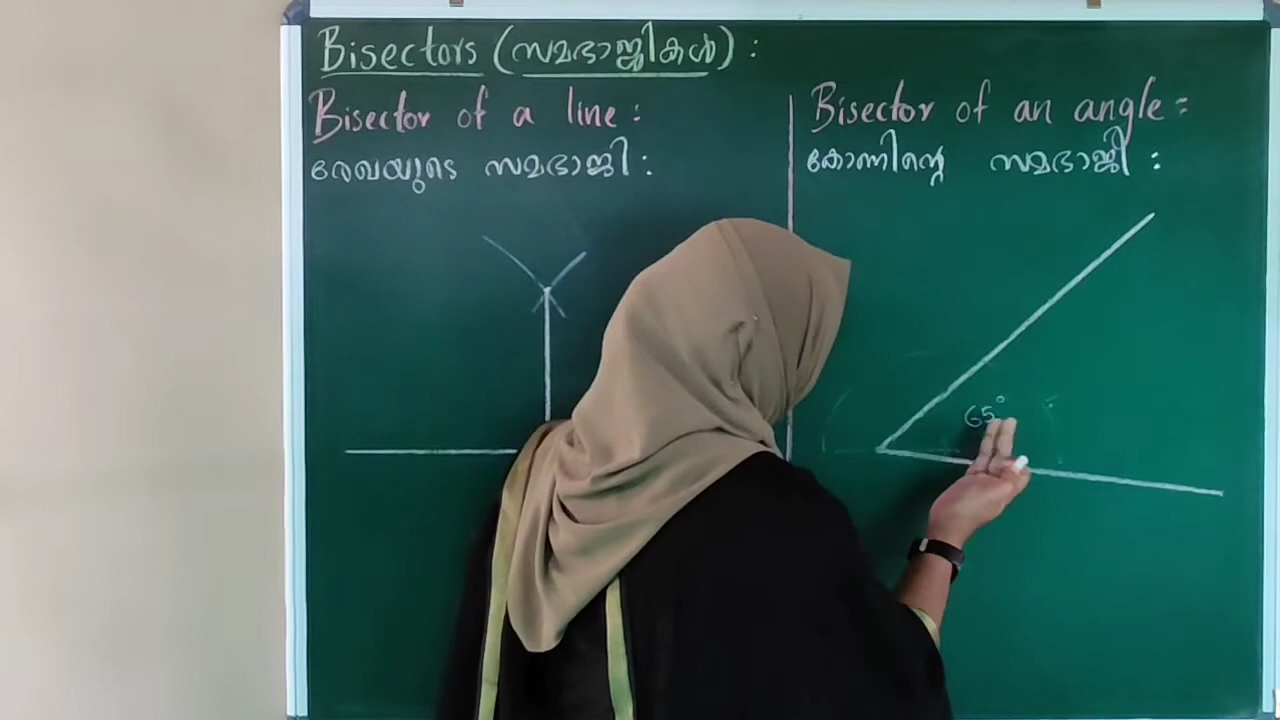 Bisectors (സമഭാജികൾ) :
Bisector of a line :
രേഖയുടെ സമഭാജി :
Bisector of an angle :
കോണിന്റെ സമഭാജി :
65°